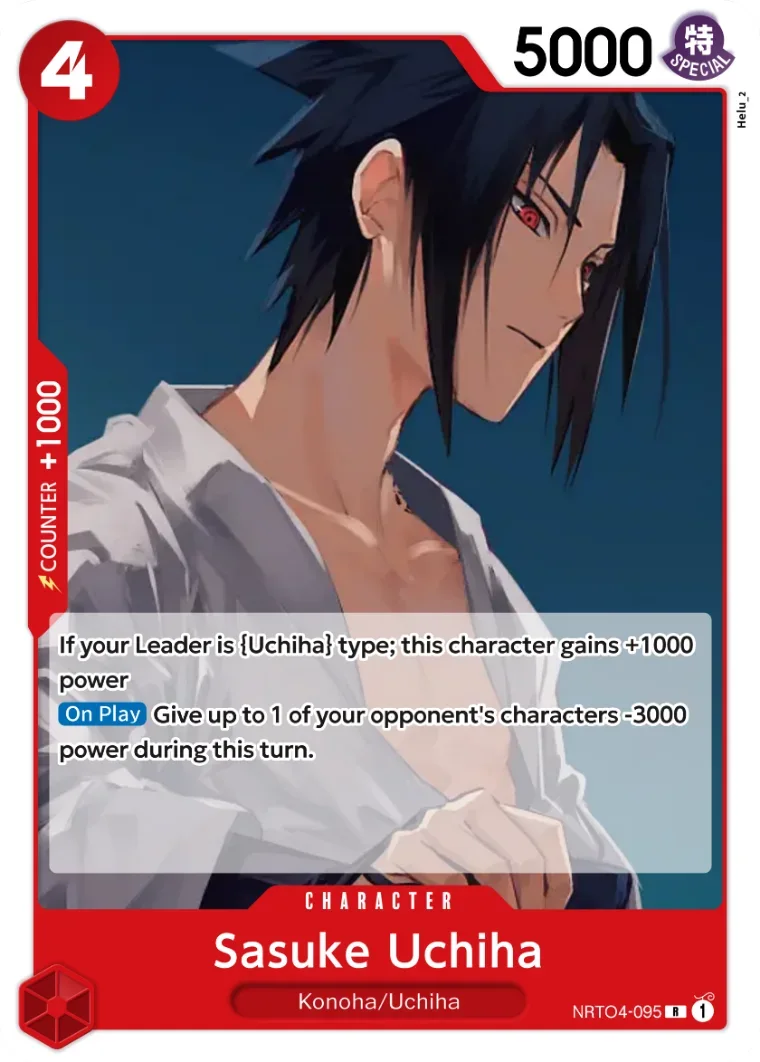 4
5000
特
SPECIAL
Helu_2
COUNTER +1000
If your Leader is {Uchiha} type; this character gains +1000
power
On Play Give up to 1 of your opponent's characters -3000
power during this turn.
CHARACTER
Sasuke Uchiha
Konoha/Uchiha
NRTO4-095 R 1